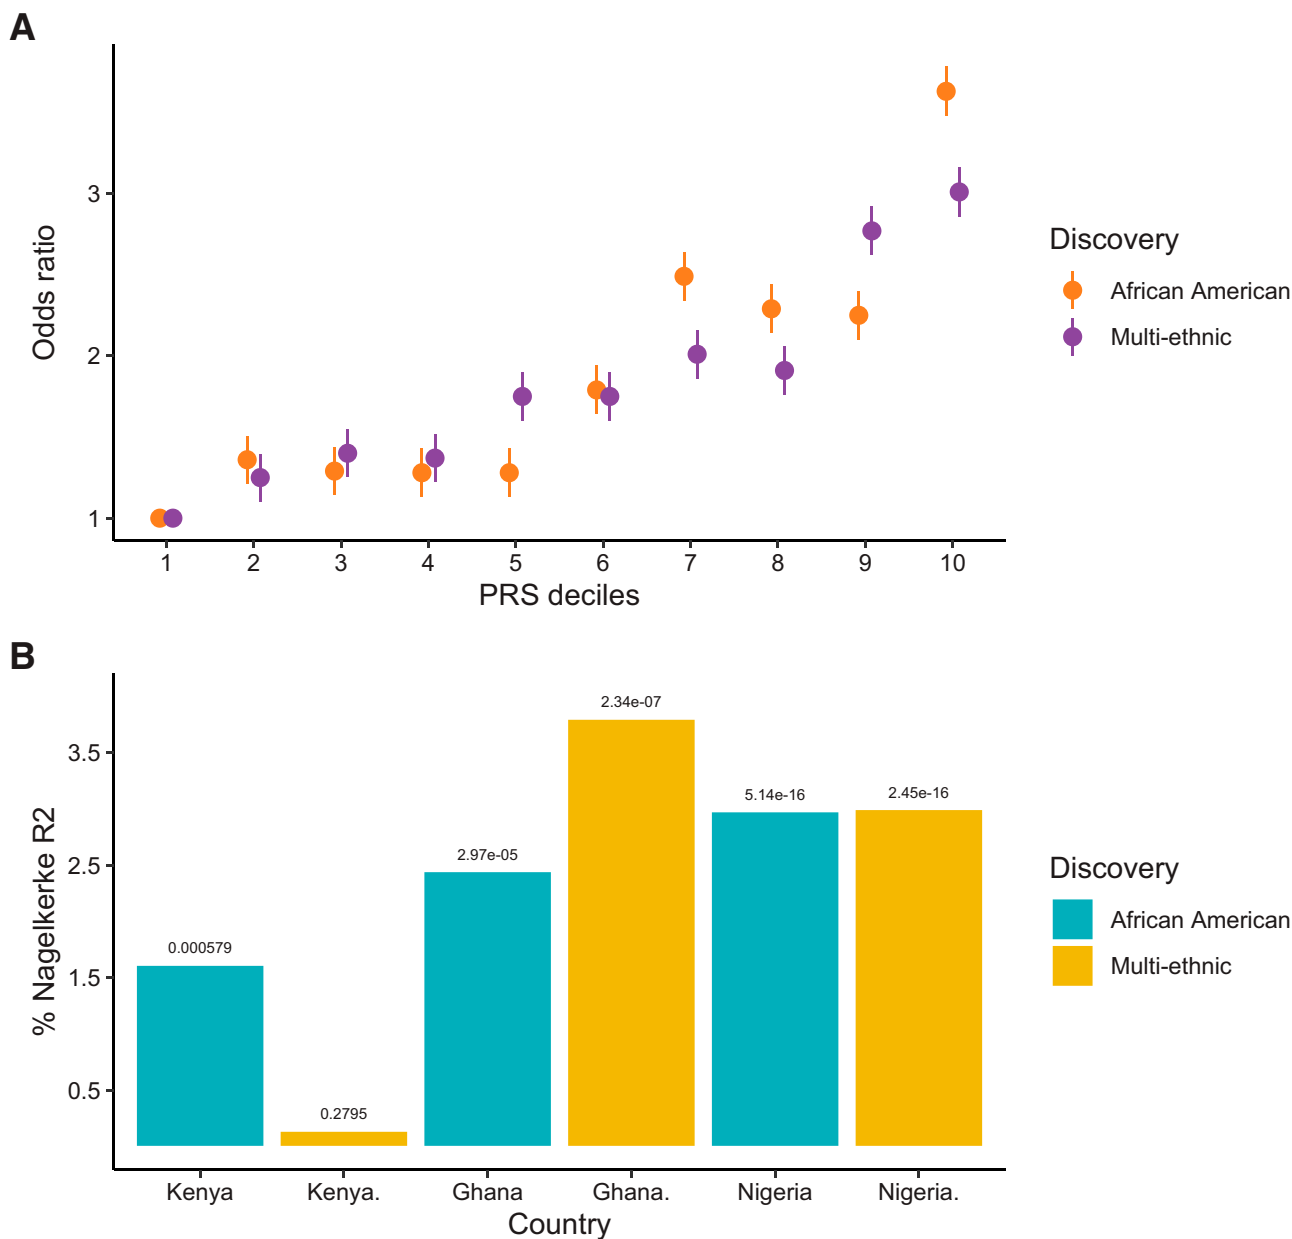 A
Odds ratio
3
2
1
1 2 3 4 5 6 7 8 9 10
PRS deciles
Discovery
African American
Multi-ethnic
B
% Nagelkerke R2
3.5
2.5
1.5
0.5
0.000579
0.2795
2.97e-05
2.34e-07
5.14e-16
2.45e-16
Kenya Kenya. Ghana Ghana. Nigeria Nigeria.
Country
Discovery
African American
Multi-ethnic